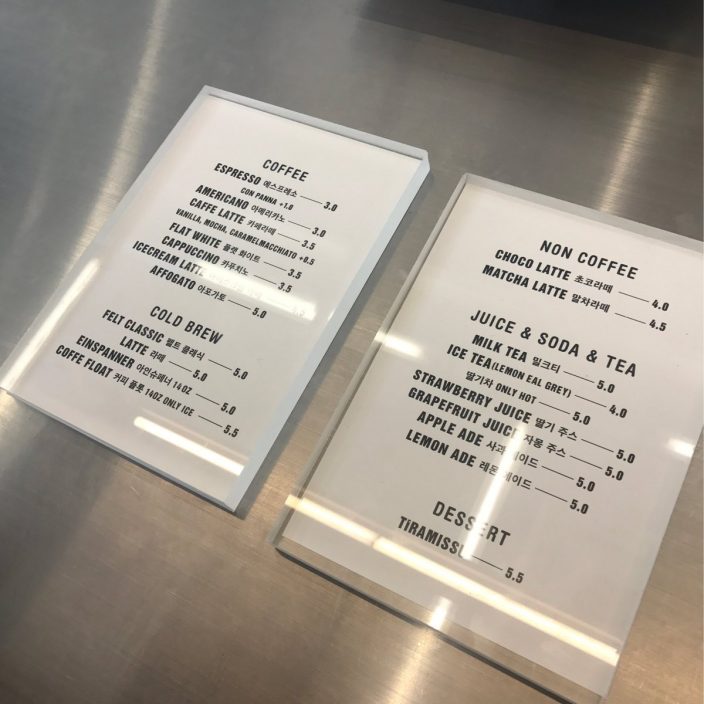 COFFEE
ESPRESSO 에스프레소 3.0
CON PANNA +1.0
AMERICANO 아메리카노 3.0
CAFFE LATTE 카페라떼 3.5
VANILLA, MOCHA, CARAMELMACCHIATO +0.5
FLAT WHITE 플랫 화이트 3.5
CAPPUCCINO 카푸치노 3.5
ICECREAM LATTE
AFFOGATO 아포가토 5.0
COLD BREW
FELT CLASSIC 펠트 클래식 5.0
LATTE 라떼 5.0
EINSPANNER 아인슈페너 14OZ 5.0
COFFE FLOAT 커피 플롯 14OZ ONLY ICE 5.5
NON COFFEE
CHOCO LATTE 초코라떼 4.0
MATCHA LATTE 말차라떼 4.5
JUICE & SODA & TEA
MILK TEA 밀크티 5.0
ICE TEA (LEMON EAL GREY) 4.0
딸기차 ONLY HOT 5.0
STRAWBERRY JUICE 딸기 주스 5.0
GRAPEFRUIT JUICE 자몽 주스 5.0
APPLE ADE 사과 에이드 5.0
LEMON ADE 레몬 에이드 5.0
DESSERT
TIRAMISSU 5.5